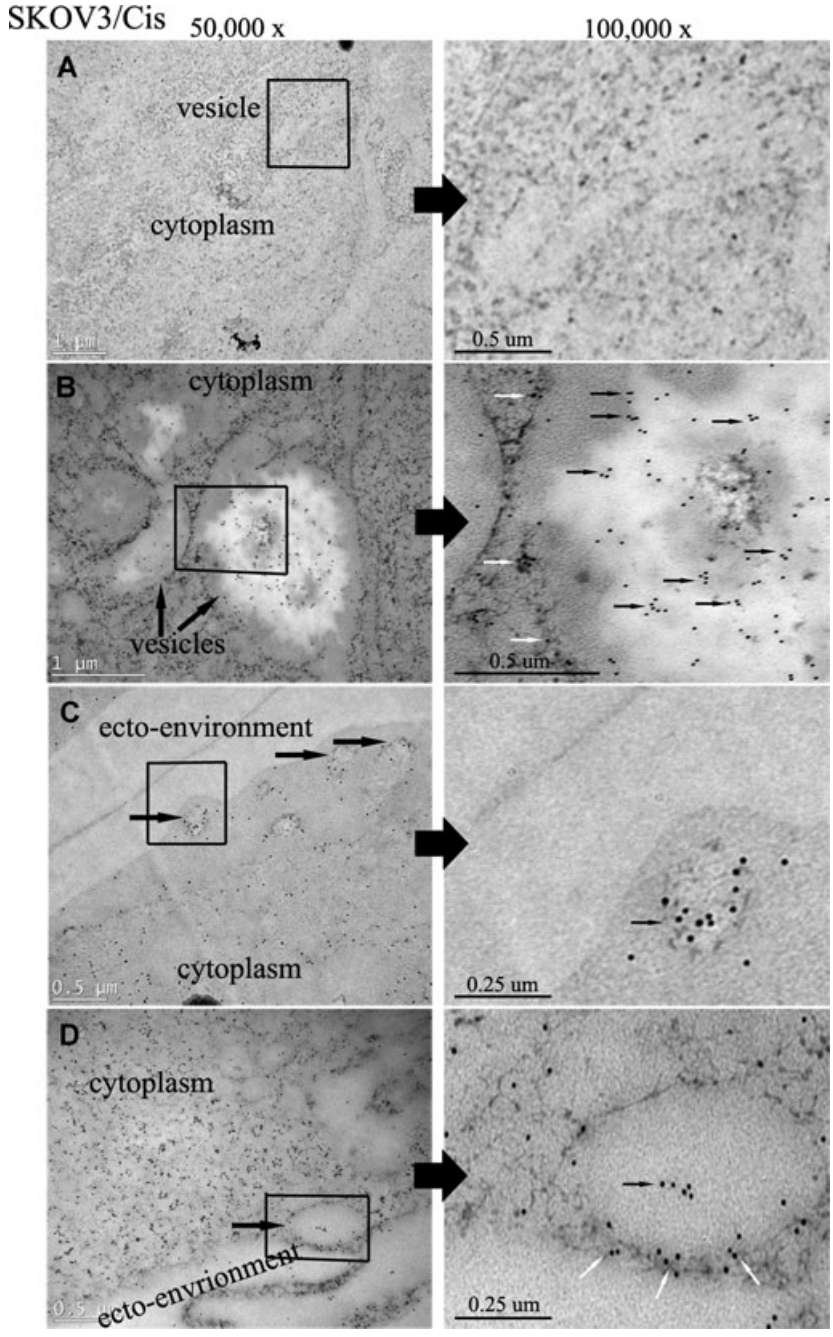 SKOV3/Cis
50,000 x
100,000 x
A
vesicle
cytoplasm
1 µm
0.5 um
B
cytoplasm
vesicles
1 µm
0.5 um
C
ecto-environment
cytoplasm
0.5 µm
0.25 um
D
cytoplasm
ecto-envrionment
0.5 µm
0.25 um